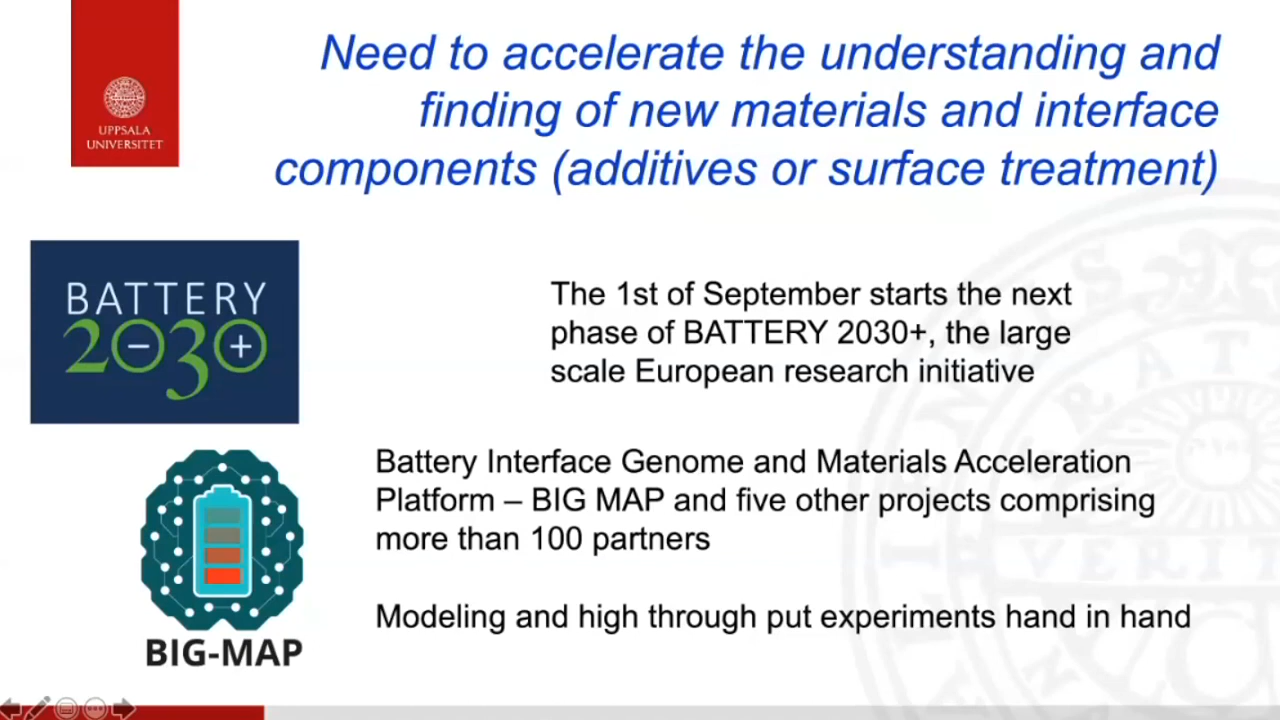 Need to accelerate the understanding and
finding of new materials and interface
components (additives or surface treatment)
UPPSALA
UNIVERSITET
BATTERY
2030+
The 1st of September starts the next
phase of BATTERY 2030+, the large
scale European research initiative
Battery Interface Genome and Materials Acceleration
Platform – BIG MAP and five other projects comprising
more than 100 partners
Modeling and high through put experiments hand in hand
BIG-MAP